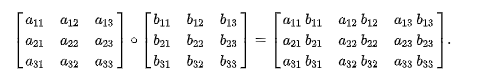 [a₁₁ a₁₂ a₁₃] [b₁₁ b₁₂ b₁₃] [a₁₁ b₁₁ a₁₂ b₁₂ a₁₃ b₁₃]
[a₂₁ a₂₂ a₂₃] ∘ [b₂₁ b₂₂ b₂₃] = [a₂₁ b₂₁ a₂₂ b₂₂ a₂₃ b₂₃].
[a₃₁ a₃₂ a₃₃] [b₃₁ b₃₂ b₃₃] [a₃₁ b₃₁ a₃₂ b₃₂ a₃₃ b₃₃]